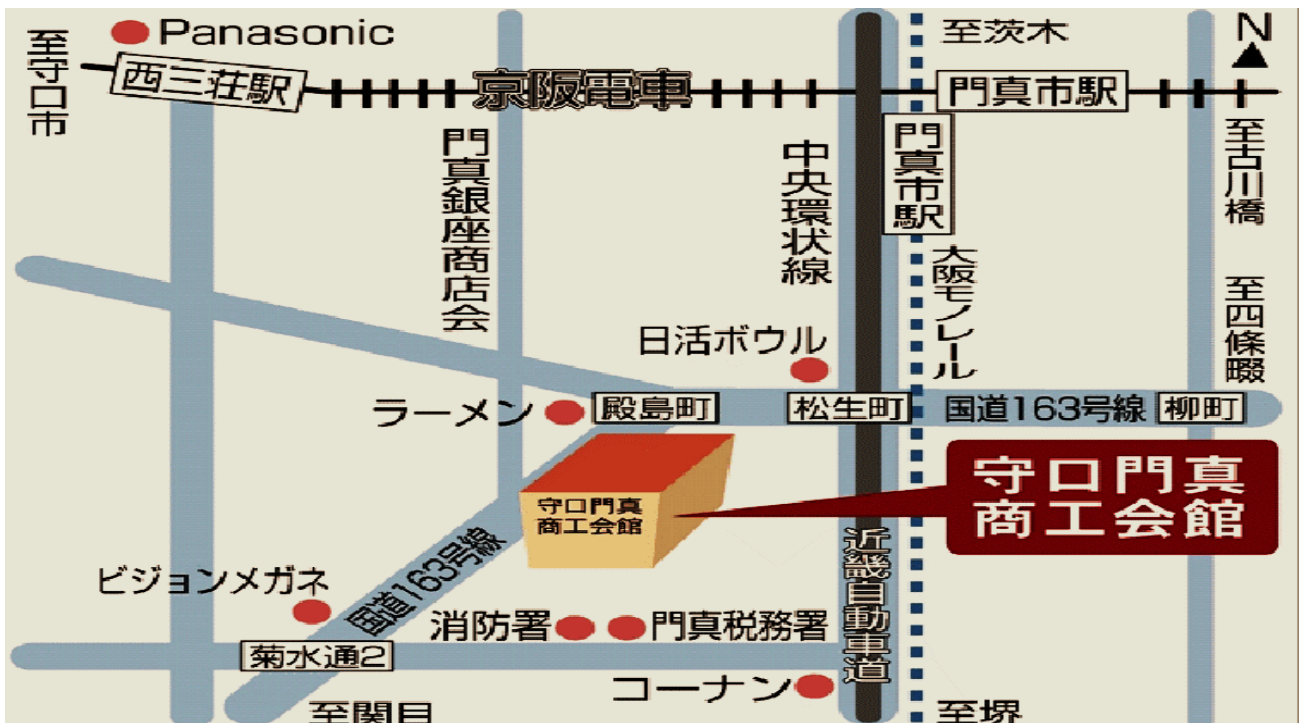 至守口市
Panasonic
西三荘駅
京阪電車
至茨木
N
門真市駅
門真市駅
至古川橋
門真銀座商店会
中央環状線
大阪モノレール
至四條畷
日活ボウル
ラーメン
殿島町
松生町
国道163号線
柳町
守口門真
商工会館
守口門真
商工会館
国道163号線
近畿自動車道
ビジョンメガネ
消防署
門真税務署
菊水通2
コーナン
至関目
至堺